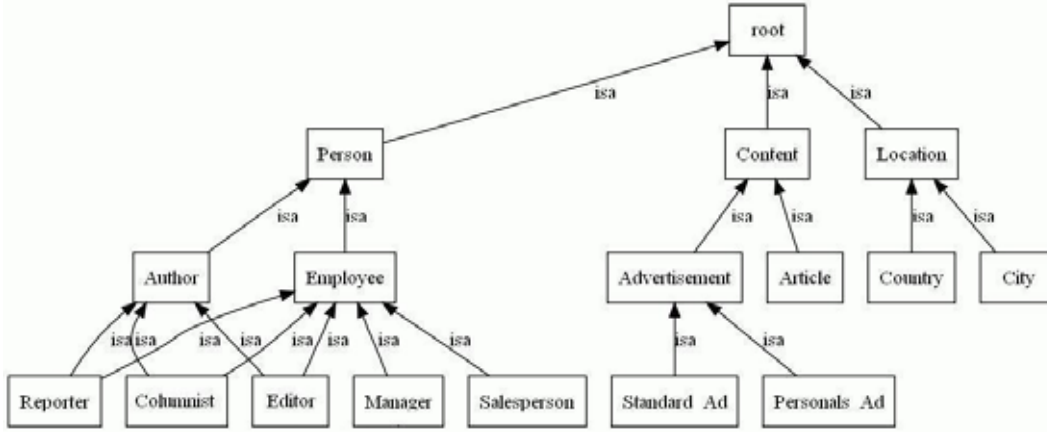 root
isa
isa
isa
Person
Content
Location
isa
isa
isa
isa
isa
isa
Author
Employee
Advertisement
Article
Country
City
isa
isa
isa
isa
isa
isa
isa
isa
isa
isa
Reporter
Columnist
Editor
Manager
Salesperson
Standard Ad
Personals Ad